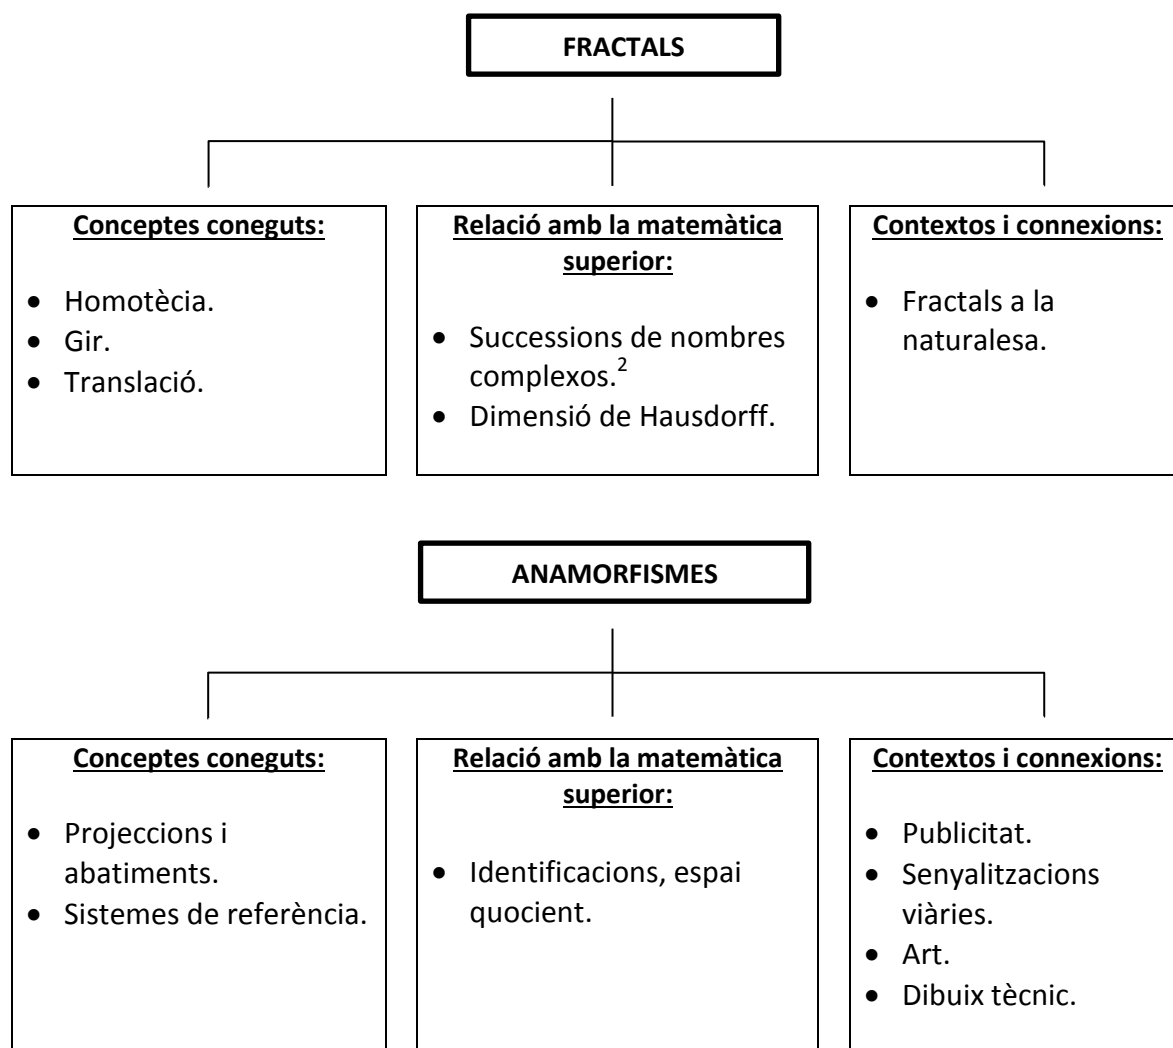 FRACTALS
Conceptes coneguts:
• Homotècia.
• Gir.
• Translació.
Relació amb la matemàtica
superior:
• Successions de nombres
complexos.²
• Dimensió de Hausdorff.
Contextos i connexions:
• Fractals a la
naturalesa.
ANAMORFISMES
Conceptes coneguts:
• Projeccions i
abatiments.
• Sistemes de referència.
Relació amb la matemàtica
superior:
• Identificacions, espai
quocient.
Contextos i connexions:
• Publicitat.
• Senyalitzacions
viàries.
• Art.
• Dibuix tècnic.